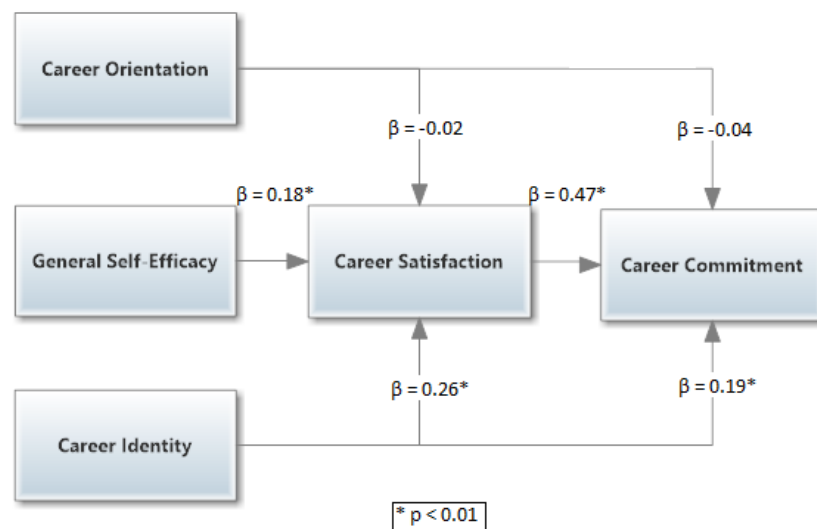 Career Orientation
β = -0.02
β = -0.04
β = 0.18*
β = 0.47*
General Self-Efficacy
Career Satisfaction
Career Commitment
β = 0.26*
β = 0.19*
Career Identity
* p < 0.01